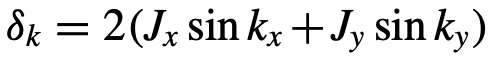 δ_k = 2(J_x sin k_x + J_y sin k_y)